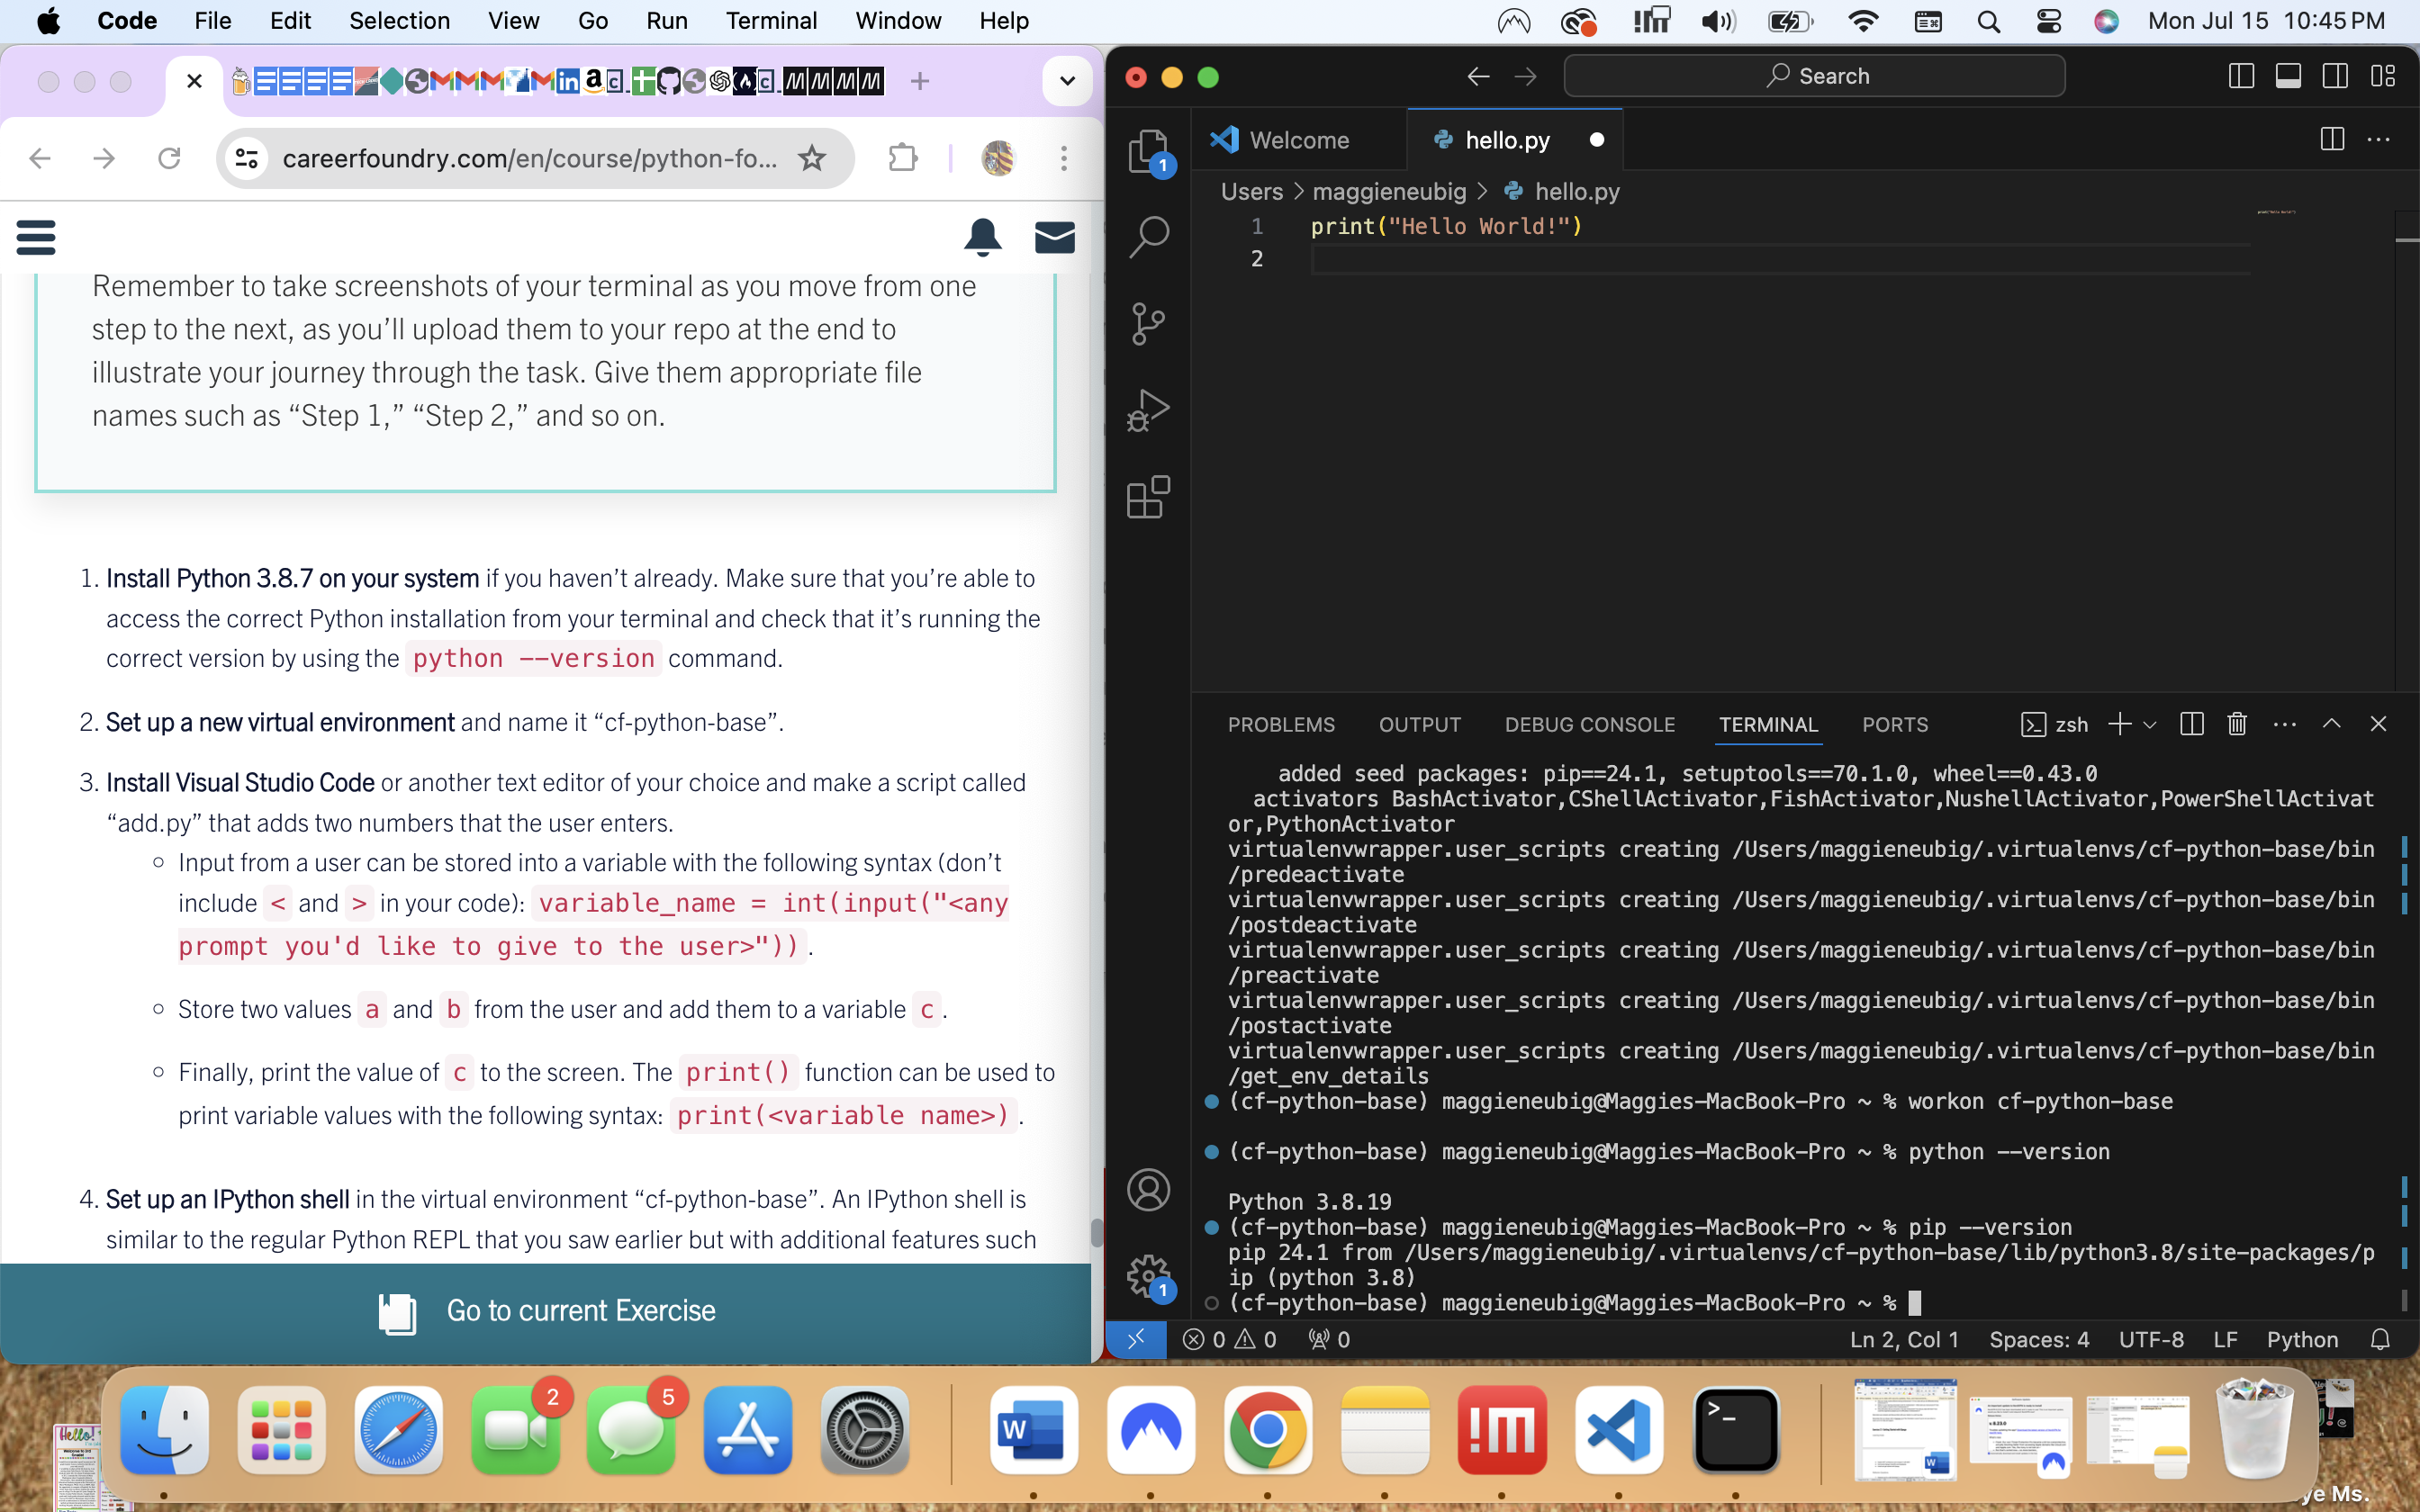 Code File Edit Selection View Go Run Terminal Window Help Mon Jul 15 10:45 PM
careerfoundry.com/en/course/python-fo...
Remember to take screenshots of your terminal as you move from one
step to the next, as you’ll upload them to your repo at the end to
illustrate your journey through the task. Give them appropriate file
names such as “Step 1,” “Step 2,” and so on.
1. Install Python 3.8.7 on your system if you haven’t already. Make sure that you’re able to
access the correct Python installation from your terminal and check that it’s running the
correct version by using the python --version command.
2. Set up a new virtual environment and name it “cf-python-base”.
3. Install Visual Studio Code or another text editor of your choice and make a script called
“add.py” that adds two numbers that the user enters.
Input from a user can be stored into a variable with the following syntax (don’t
include < and > in your code): variable_name = int(input("<any
prompt you'd like to give to the user>")).
Store two values a and b from the user and add them to a variable c.
Finally, print the value of c to the screen. The print() function can be used to
print variable values with the following syntax: print(<variable name>).
4. Set up an IPython shell in the virtual environment “cf-python-base”. An IPython shell is
similar to the regular Python REPL that you saw earlier but with additional features such
Go to current Exercise
Search
1
Welcome hello.py
Users > maggieneubig > hello.py
1 print("Hello World!")
2
PROBLEMS OUTPUT DEBUG CONSOLE TERMINAL PORTS zsh
added seed packages: pip==24.1, setuptools==70.1.0, wheel==0.43.0
activators BashActivator,CShellActivator,FishActivator,NushellActivator,PowerShellActivat
or,PythonActivator
virtualenvwrapper.user_scripts creating /Users/maggieneubig/.virtualenvs/cf-python-base/bin
/predeactivate
virtualenvwrapper.user_scripts creating /Users/maggieneubig/.virtualenvs/cf-python-base/bin
/postdeactivate
virtualenvwrapper.user_scripts creating /Users/maggieneubig/.virtualenvs/cf-python-base/bin
/preactivate
virtualenvwrapper.user_scripts creating /Users/maggieneubig/.virtualenvs/cf-python-base/bin
/postactivate
virtualenvwrapper.user_scripts creating /Users/maggieneubig/.virtualenvs/cf-python-base/bin
/get_env_details
(cf-python-base) maggieneubig@Maggies-MacBook-Pro ~ % workon cf-python-base
(cf-python-base) maggieneubig@Maggies-MacBook-Pro ~ % python --version
Python 3.8.19
(cf-python-base) maggieneubig@Maggies-MacBook-Pro ~ % pip --version
pip 24.1 from /Users/maggieneubig/.virtualenvs/cf-python-base/lib/python3.8/site-packages/p
ip (python 3.8)
(cf-python-base) maggieneubig@Maggies-MacBook-Pro ~ %
1
0 0 0 Ln 2, Col 1 Spaces: 4 UTF-8 LF Python
2 5
Hello!
ye Ms.